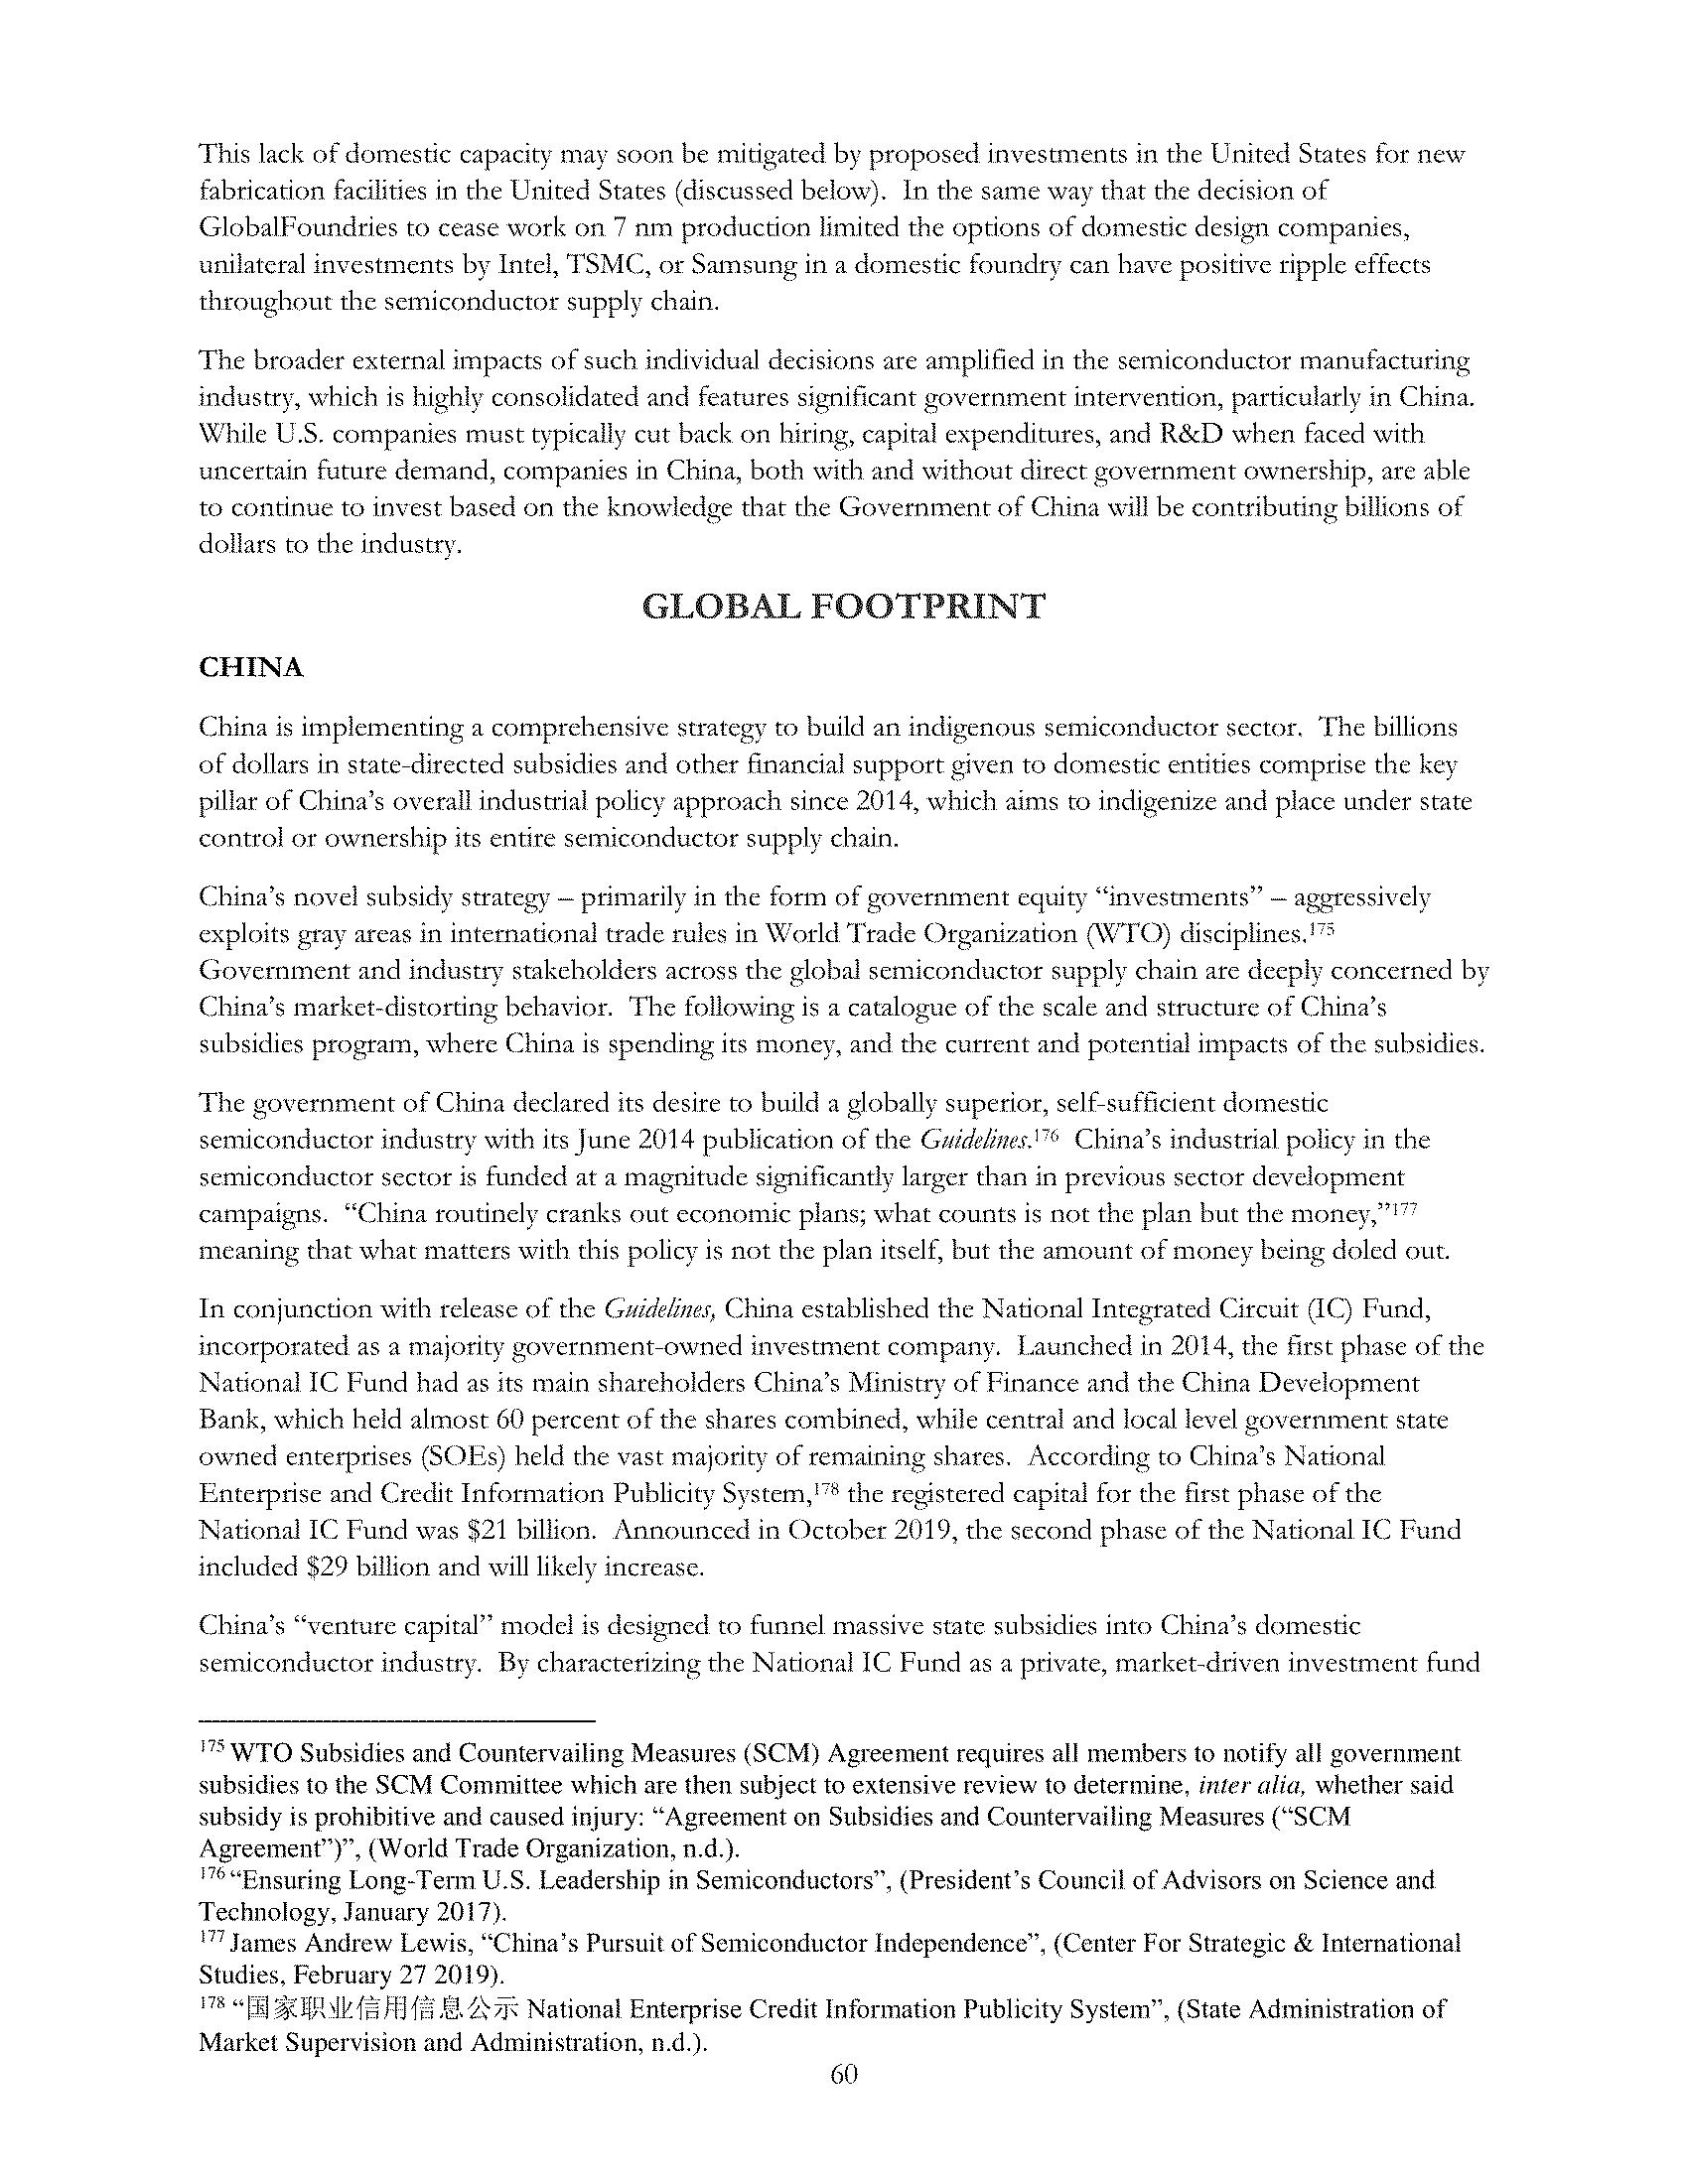 This lack of domestic capacity may soon be mitigated by proposed investments in the United States for new
fabrication facilities in the United States (discussed below).  In the same way that the decision of
GlobalFoundries to cease work on 7 nm production limited the options of domestic design companies,
unilateral investments by Intel, TSMC, or Samsung in a domestic foundry can have positive ripple effects
throughout the semiconductor supply chain.
The broader external impacts of such individual decisions are amplified in the semiconductor manufacturing
industry, which is highly consolidated and features significant government intervention, particularly in China.
While U.S. companies must typically cut back on hiring, capital expenditures, and R&D when faced with
uncertain future demand, companies in China, both with and without direct government ownership, are able
to continue to invest based on the knowledge that the Government of China will be contributing billions of
dollars to the industry.
GLOBAL FOOTPRINT
CHINA
China is implementing a comprehensive strategy to build an indigenous semiconductor sector.  The billions
of dollars in state-directed subsidies and other financial support given to domestic entities comprise the key
pillar of China's overall industrial policy approach since 2014, which aims to indigenize and place under state
control or ownership its entire semiconductor supply chain.
China's novel subsidy strategy – primarily in the form of government equity “investments” – aggressively
exploits gray areas in international trade rules in World Trade Organization (WTO) disciplines.175
Government and industry stakeholders across the global semiconductor supply chain are deeply concerned by
China's market-distorting behavior.  The following is a catalogue of the scale and structure of China's
subsidies program, where China is spending its money, and the current and potential impacts of the subsidies.
The government of China declared its desire to build a globally superior, self-sufficient domestic
semiconductor industry with its June 2014 publication of the Guidelines.176  China's industrial policy in the
semiconductor sector is funded at a magnitude significantly larger than in previous sector development
campaigns.  “China routinely cranks out economic plans; what counts is not the plan but the money,”177
meaning that what matters with this policy is not the plan itself, but the amount of money being doled out.
In conjunction with release of the Guidelines, China established the National Integrated Circuit (IC) Fund,
incorporated as a majority government-owned investment company.  Launched in 2014, the first phase of the
National IC Fund had as its main shareholders China's Ministry of Finance and the China Development
Bank, which held almost 60 percent of the shares combined, while central and local level government state
owned enterprises (SOEs) held the vast majority of remaining shares.  According to China's National
Enterprise and Credit Information Publicity System,178 the registered capital for the first phase of the
National IC Fund was $21 billion.  Announced in October 2019, the second phase of the National IC Fund
included $29 billion and will likely increase.
China's “venture capital” model is designed to funnel massive state subsidies into China's domestic
semiconductor industry.  By characterizing the National IC Fund as a private, market-driven investment fund
175 WTO Subsidies and Countervailing Measures (SCM) Agreement requires all members to notify all government
subsidies to the SCM Committee which are then subject to extensive review to determine, inter alia, whether said
subsidy is prohibitive and caused injury: “Agreement on Subsidies and Countervailing Measures (“SCM
Agreement”)”, (World Trade Organization, n.d.).
176 “Ensuring Long-Term U.S. Leadership in Semiconductors”, (President's Council of Advisors on Science and
Technology, January 2017).
177 James Andrew Lewis, “China's Pursuit of Semiconductor Independence”, (Center For Strategic & International
Studies, February 27 2019).
178 “国家职业信用信息公示 National Enterprise Credit Information Publicity System”, (State Administration of
Market Supervision and Administration, n.d.).
60